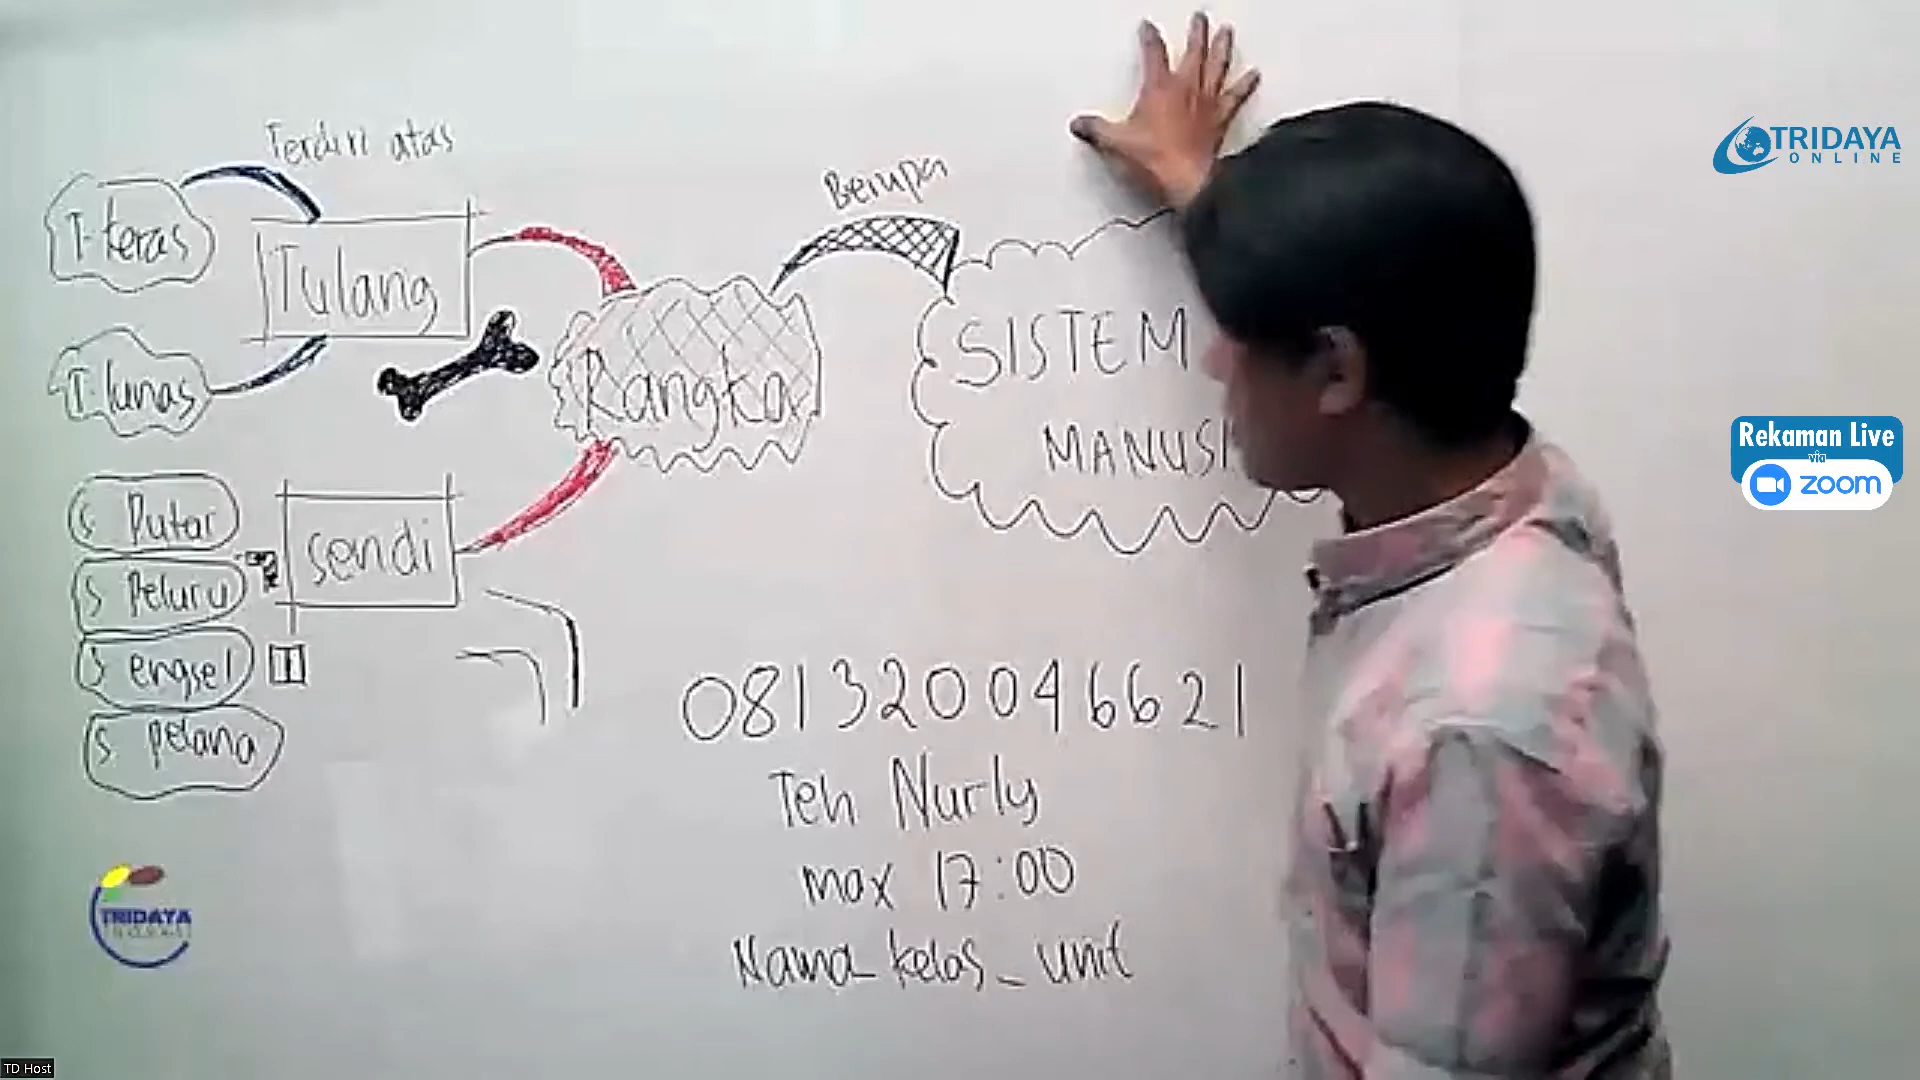 Terdiri atas
T. keras
Tulang
T. lunas
Berupa
Rangka
SISTEM
MANUSI
S Putar
S Peluru
S engsel
S pelana
sendi
081320046621
Teh Nurly
max 17:00
Nama_kelas_unit
TRIDAYA
TRIDAYA
ONLINE
Rekaman Live
via
zoom
TD Host